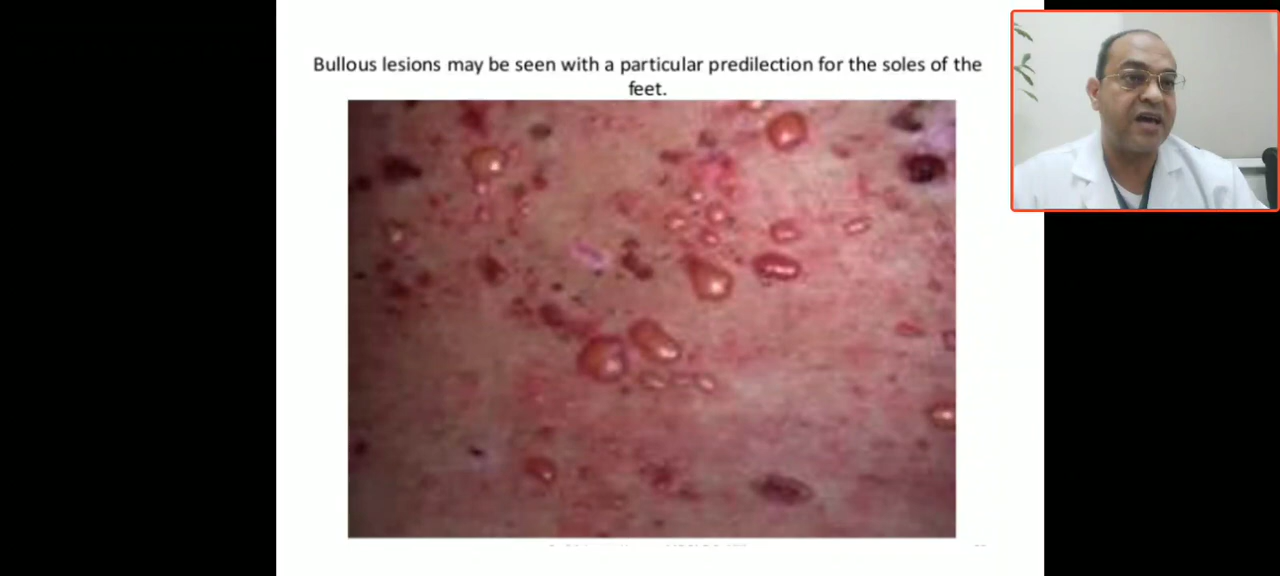 Bullous lesions may be seen with a particular predilection for the soles of the
feet.